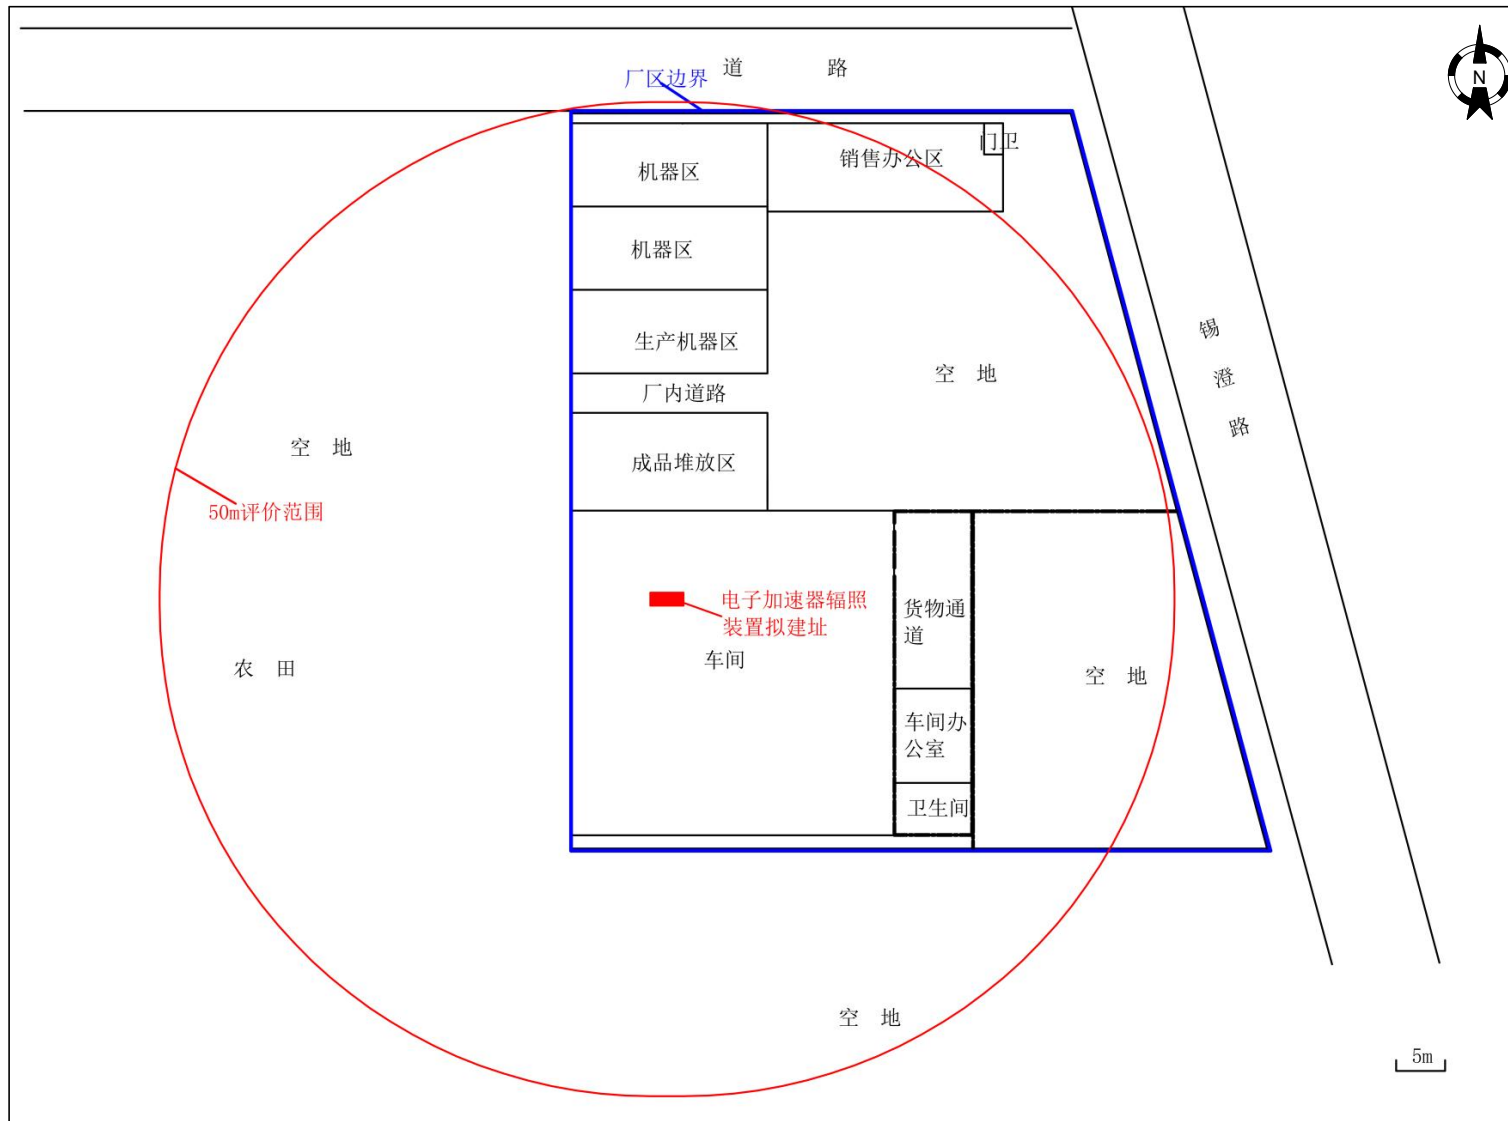 道 路
厂区边界
N
门卫
销售办公区
机器区
机器区
锡
澄
路
生产机器区
空 地
厂内道路
空 地
成品堆放区
50m评价范围
电子加速器辐照
装置拟建址
货物通
道
车间
农 田
空 地
车间办
公室
卫生间
空 地
5m